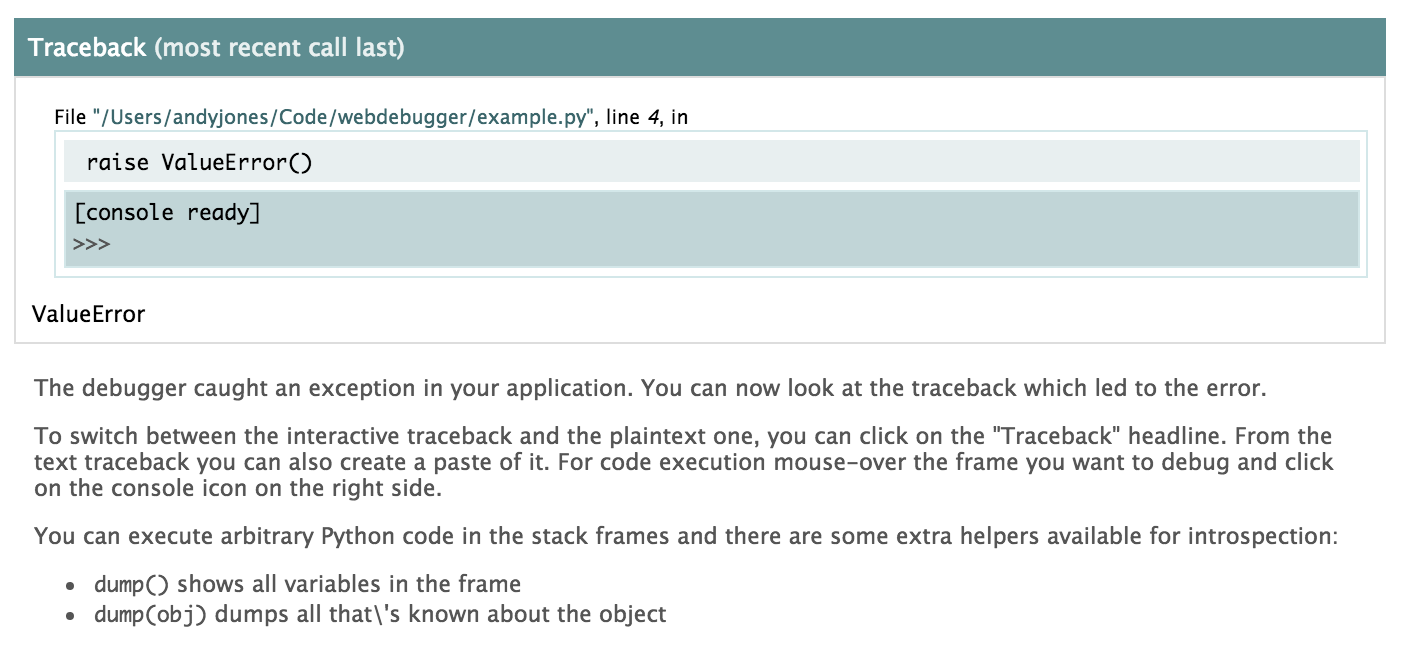 Traceback (most recent call last)
File "/Users/andyjones/Code/webdebugger/example.py", line 4, in
raise ValueError()
[console ready]
>>>
ValueError
The debugger caught an exception in your application. You can now look at the traceback which led to the error.
To switch between the interactive traceback and the plaintext one, you can click on the "Traceback" headline. From the
text traceback you can also create a paste of it. For code execution mouse-over the frame you want to debug and click
on the console icon on the right side.
You can execute arbitrary Python code in the stack frames and there are some extra helpers available for introspection:
• dump() shows all variables in the frame
• dump(obj) dumps all that\'s known about the object